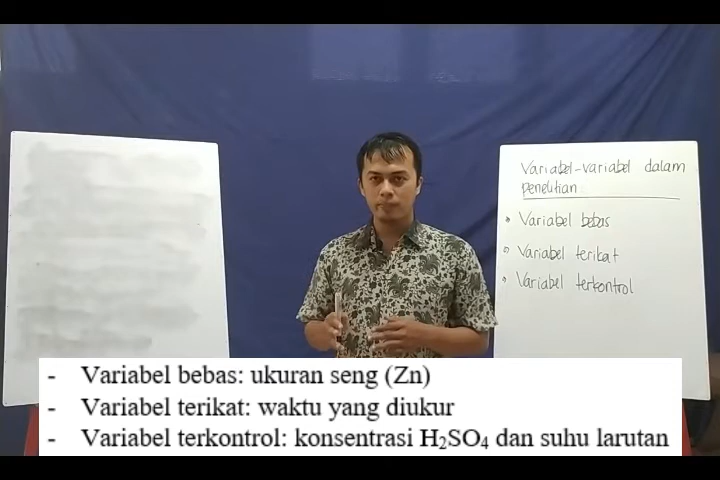 Variabel-variabel dalam
penelitian
Variabel bebas
Variabel terikat
Variabel terkontrol
- Variabel bebas: ukuran seng (Zn)
- Variabel terikat: waktu yang diukur
- Variabel terkontrol: konsentrasi H₂SO₄ dan suhu larutan